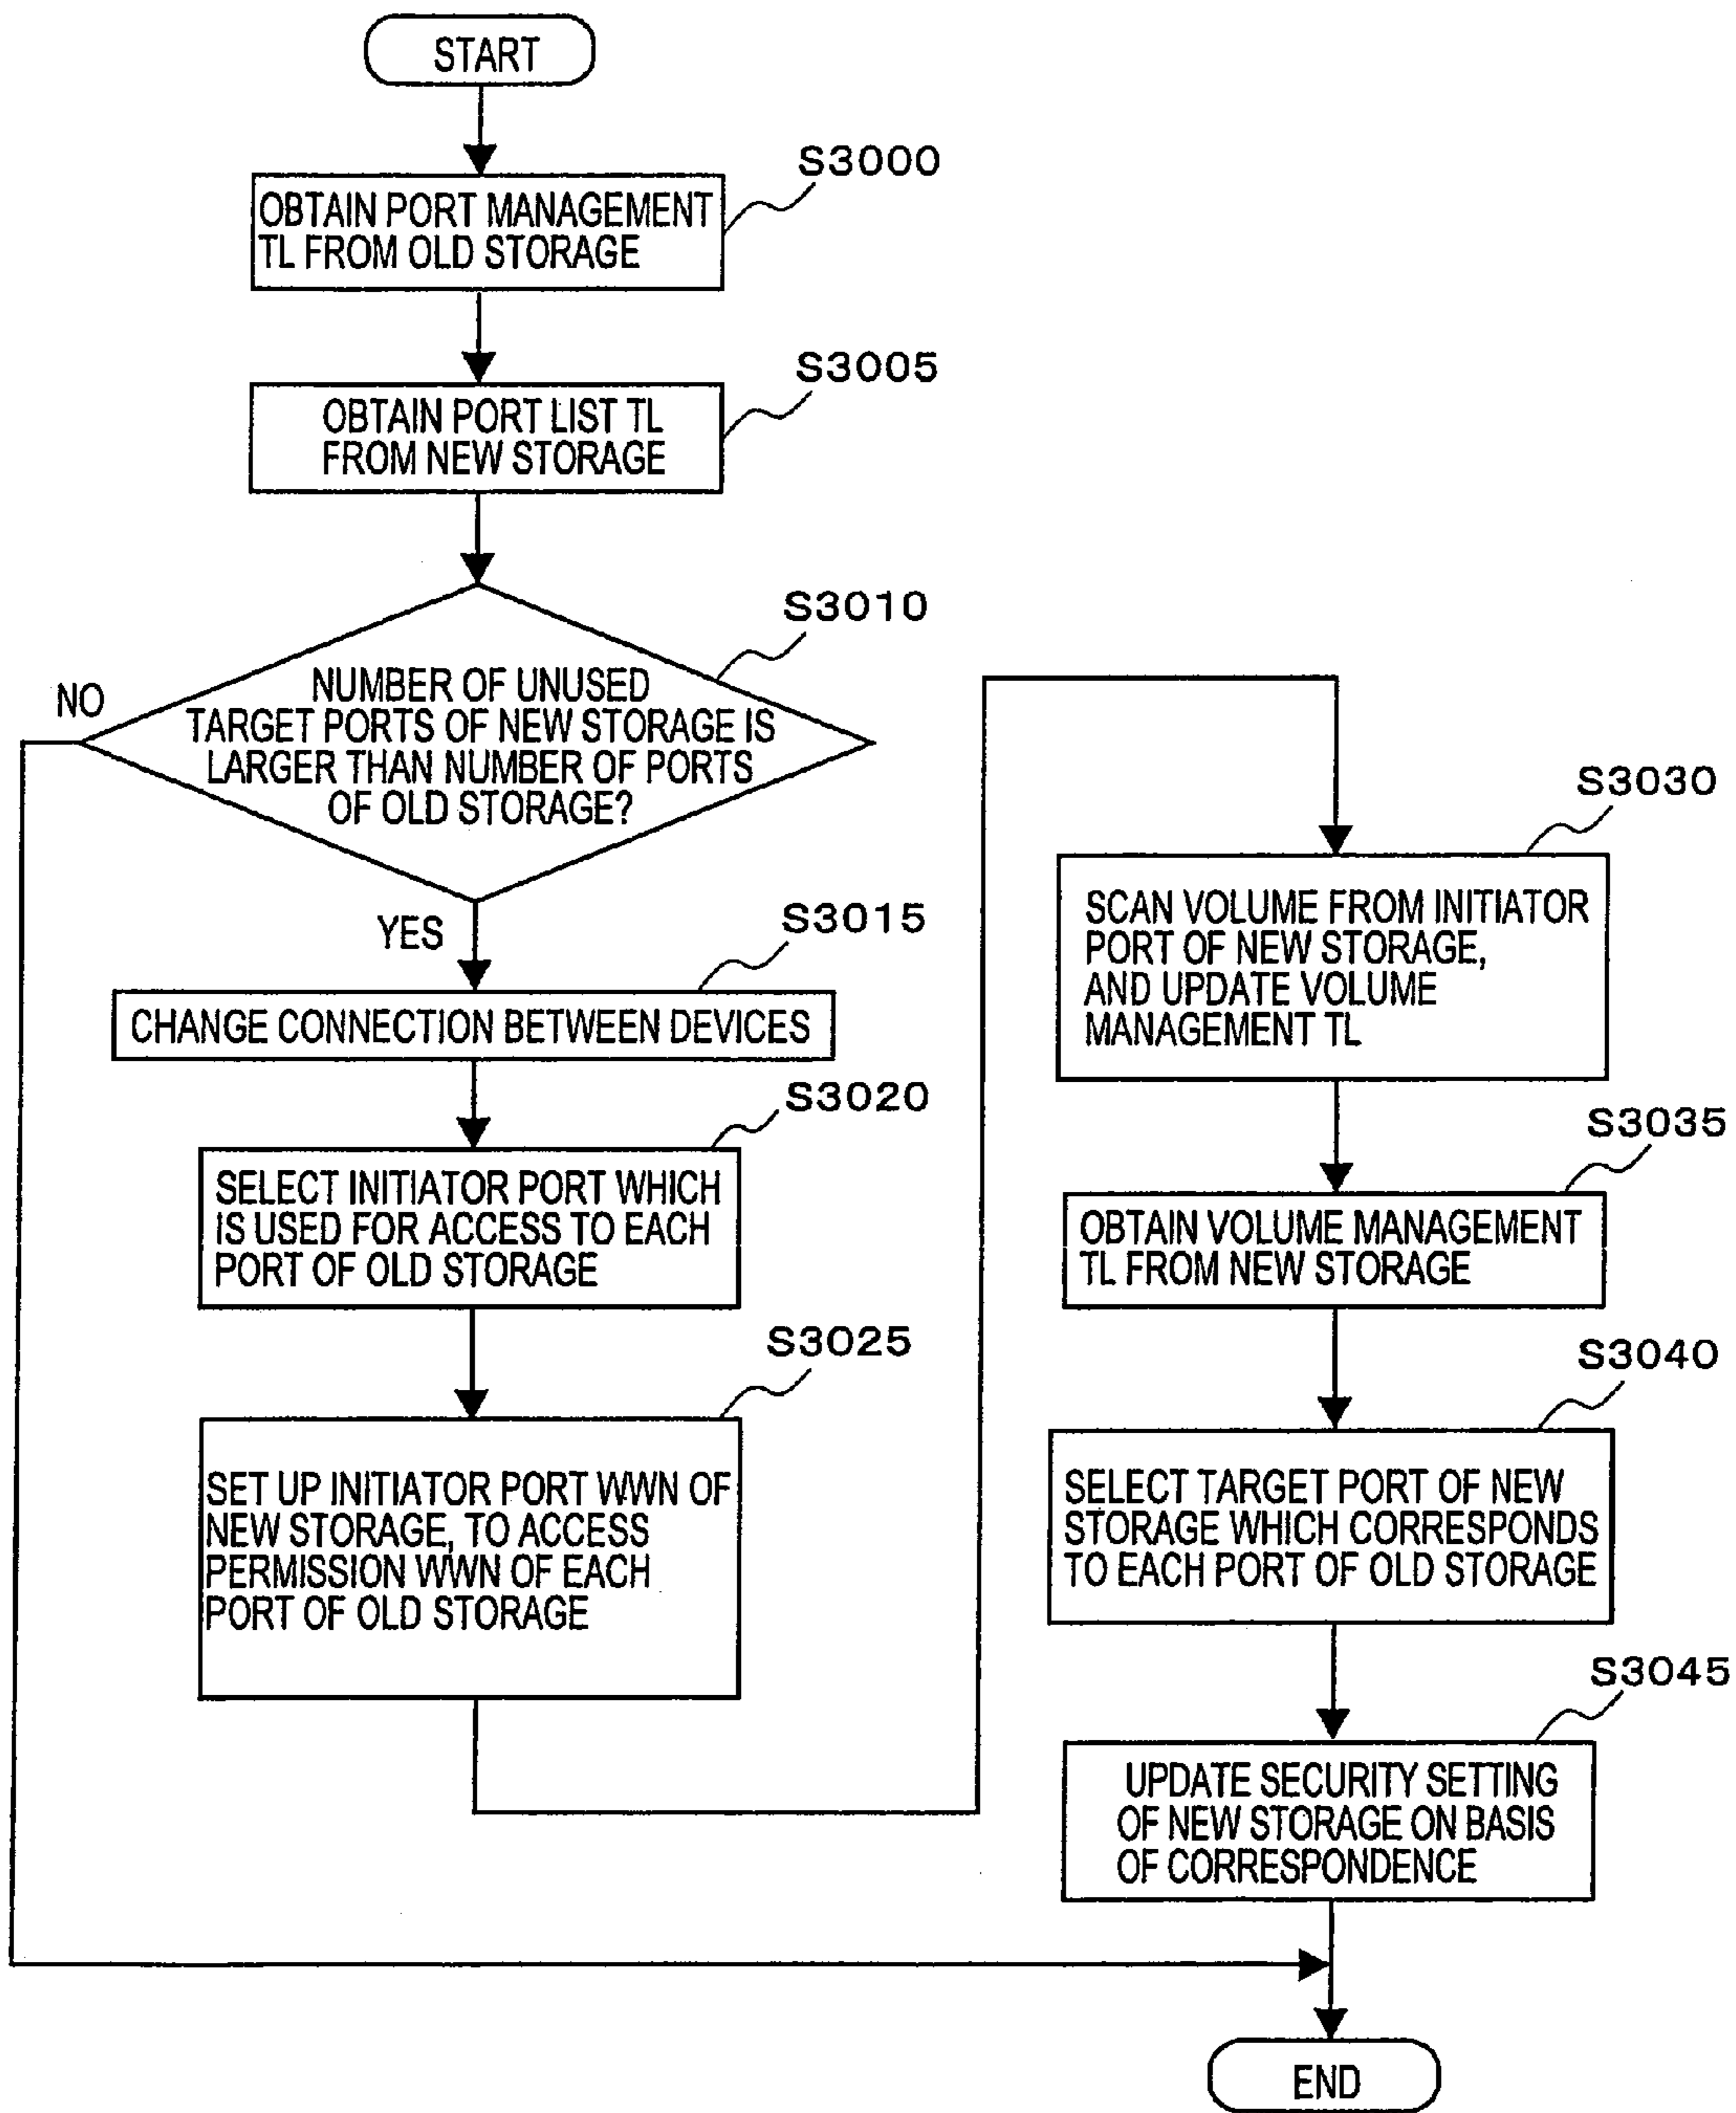 START
S3000
OBTAIN PORT MANAGEMENT
TL FROM OLD STORAGE
S3005
OBTAIN PORT LIST TL
FROM NEW STORAGE
S3010
NUMBER OF UNUSED
TARGET PORTS OF NEW STORAGE IS
LARGER THAN NUMBER OF PORTS
OF OLD STORAGE?
NO
YES
S3015
CHANGE CONNECTION BETWEEN DEVICES
S3020
SELECT INITIATOR PORT WHICH
IS USED FOR ACCESS TO EACH
PORT OF OLD STORAGE
S3025
SET UP INITIATOR PORT WWN OF
NEW STORAGE, TO ACCESS
PERMISSION WWN OF EACH
PORT OF OLD STORAGE
S3030
SCAN VOLUME FROM INITIATOR
PORT OF NEW STORAGE,
AND UPDATE VOLUME
MANAGEMENT TL
S3035
OBTAIN VOLUME MANAGEMENT
TL FROM NEW STORAGE
S3040
SELECT TARGET PORT OF NEW
STORAGE WHICH CORRESPONDS
TO EACH PORT OF OLD STORAGE
S3045
UPDATE SECURITY SETTING
OF NEW STORAGE ON BASIS
OF CORRESPONDENCE
END